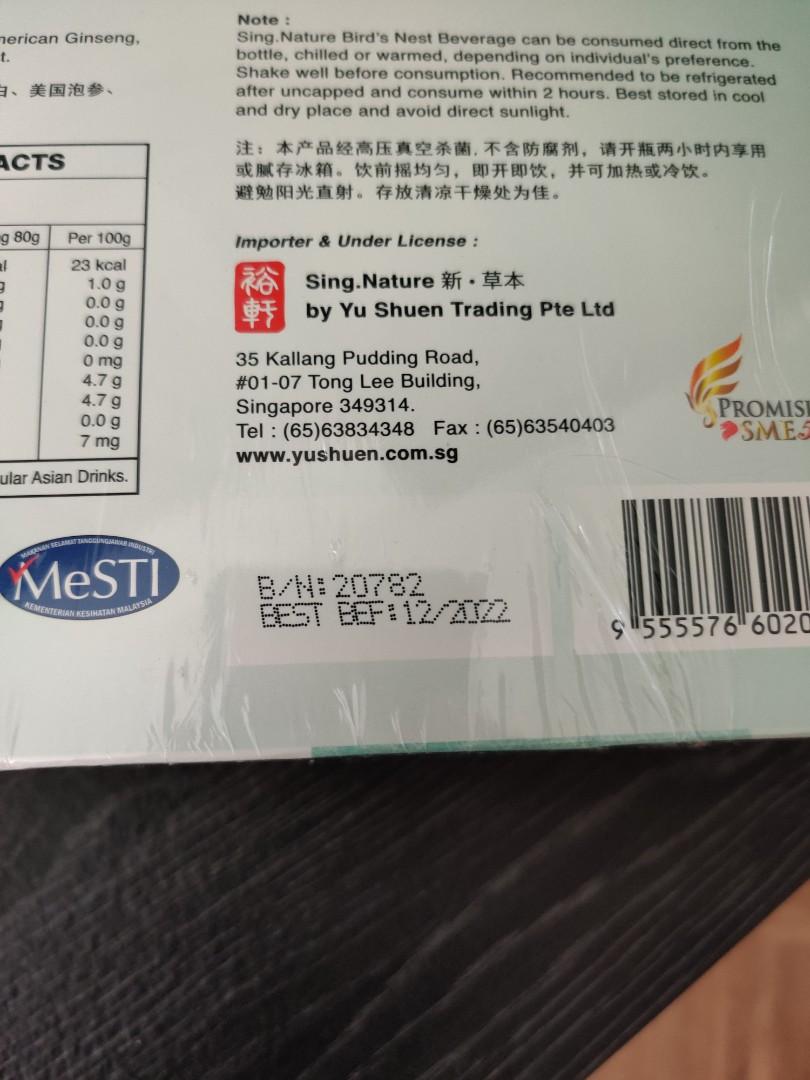 merican Ginseng,
t.
白、美国泡参、
ACTS
g 80g Per 100g
23 kcal
1.0 g
0.0 g
0.0 g
0.0 g
0 mg
4.7 g
4.7 g
0.0 g
7 mg
ular Asian Drinks.
MAKANAN SELAMAT TANGGUNGJAWAB INDUSTRI
MeSTI
KEMENTERIAN KESIHATAN MALAYSIA
Note :
Sing.Nature Bird's Nest Beverage can be consumed direct from the
bottle, chilled or warmed, depending on individual's preference.
Shake well before consumption. Recommended to be refrigerated
after uncapped and consume within 2 hours. Best stored in cool
and dry place and avoid direct sunlight.
注：本产品经高压真空杀菌，不含防腐剂，请开瓶两小时内享用
或腻存冰箱。饮前摇均匀，即开即饮，并可加热或冷饮。
避勉阳光直射。存放清凉干燥处为佳。
Importer & Under License :
裕軒
Sing.Nature 新·草本
by Yu Shuen Trading Pte Ltd
35 Kallang Pudding Road,
#01-07 Tong Lee Building,
Singapore 349314.
Tel : (65)63834348 Fax : (65)63540403
www.yushuen.com.sg
PROMISI
SME5
B/N:20782
BEST BEF:12/2022
9 555576 6020